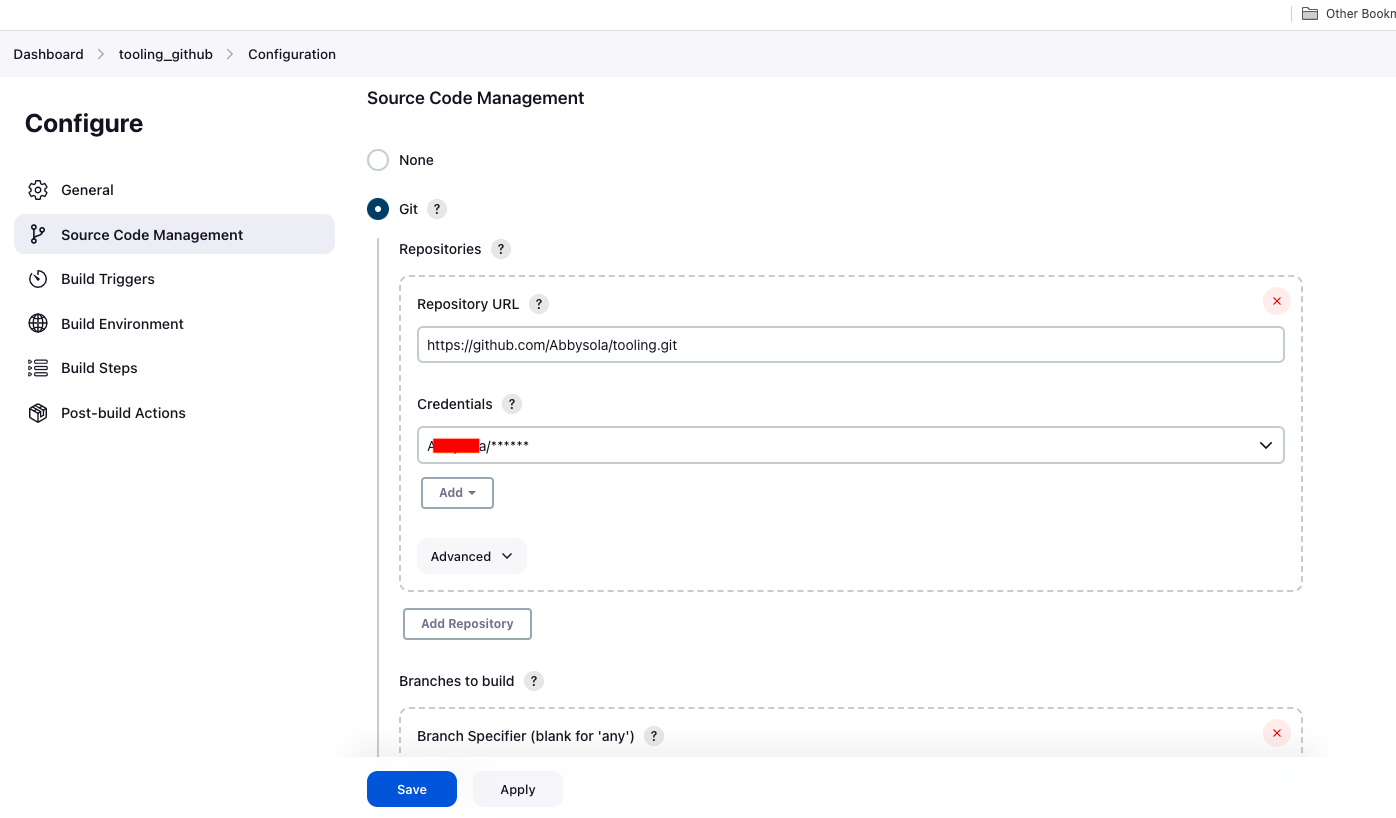 Other Bookm
Dashboard > tooling_github > Configuration
Configure
General
Source Code Management
Build Triggers
Build Environment
Build Steps
Post-build Actions
Source Code Management
None
Git ?
Repositories ?
Repository URL ?
https://github.com/Abbysola/tooling.git
Credentials ?
a/******
Add
Advanced
Add Repository
Branches to build ?
Branch Specifier (blank for 'any') ?
Save Apply